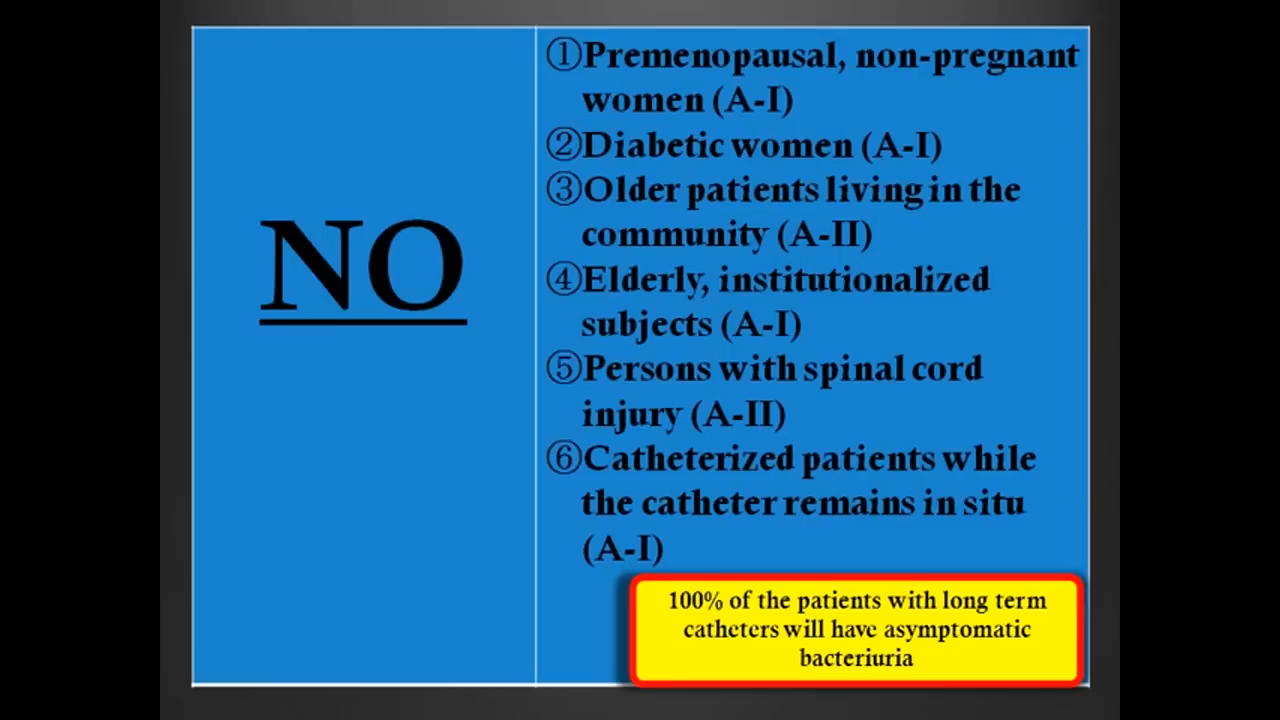 NO
①Premenopausal, non-pregnant
women (A-I)
②Diabetic women (A-I)
③Older patients living in the
community (A-II)
④Elderly, institutionalized
subjects (A-I)
⑤Persons with spinal cord
injury (A-II)
⑥Catheterized patients while
the catheter remains in situ
(A-I)
100% of the patients with long term
catheters will have asymptomatic
bacteriuria